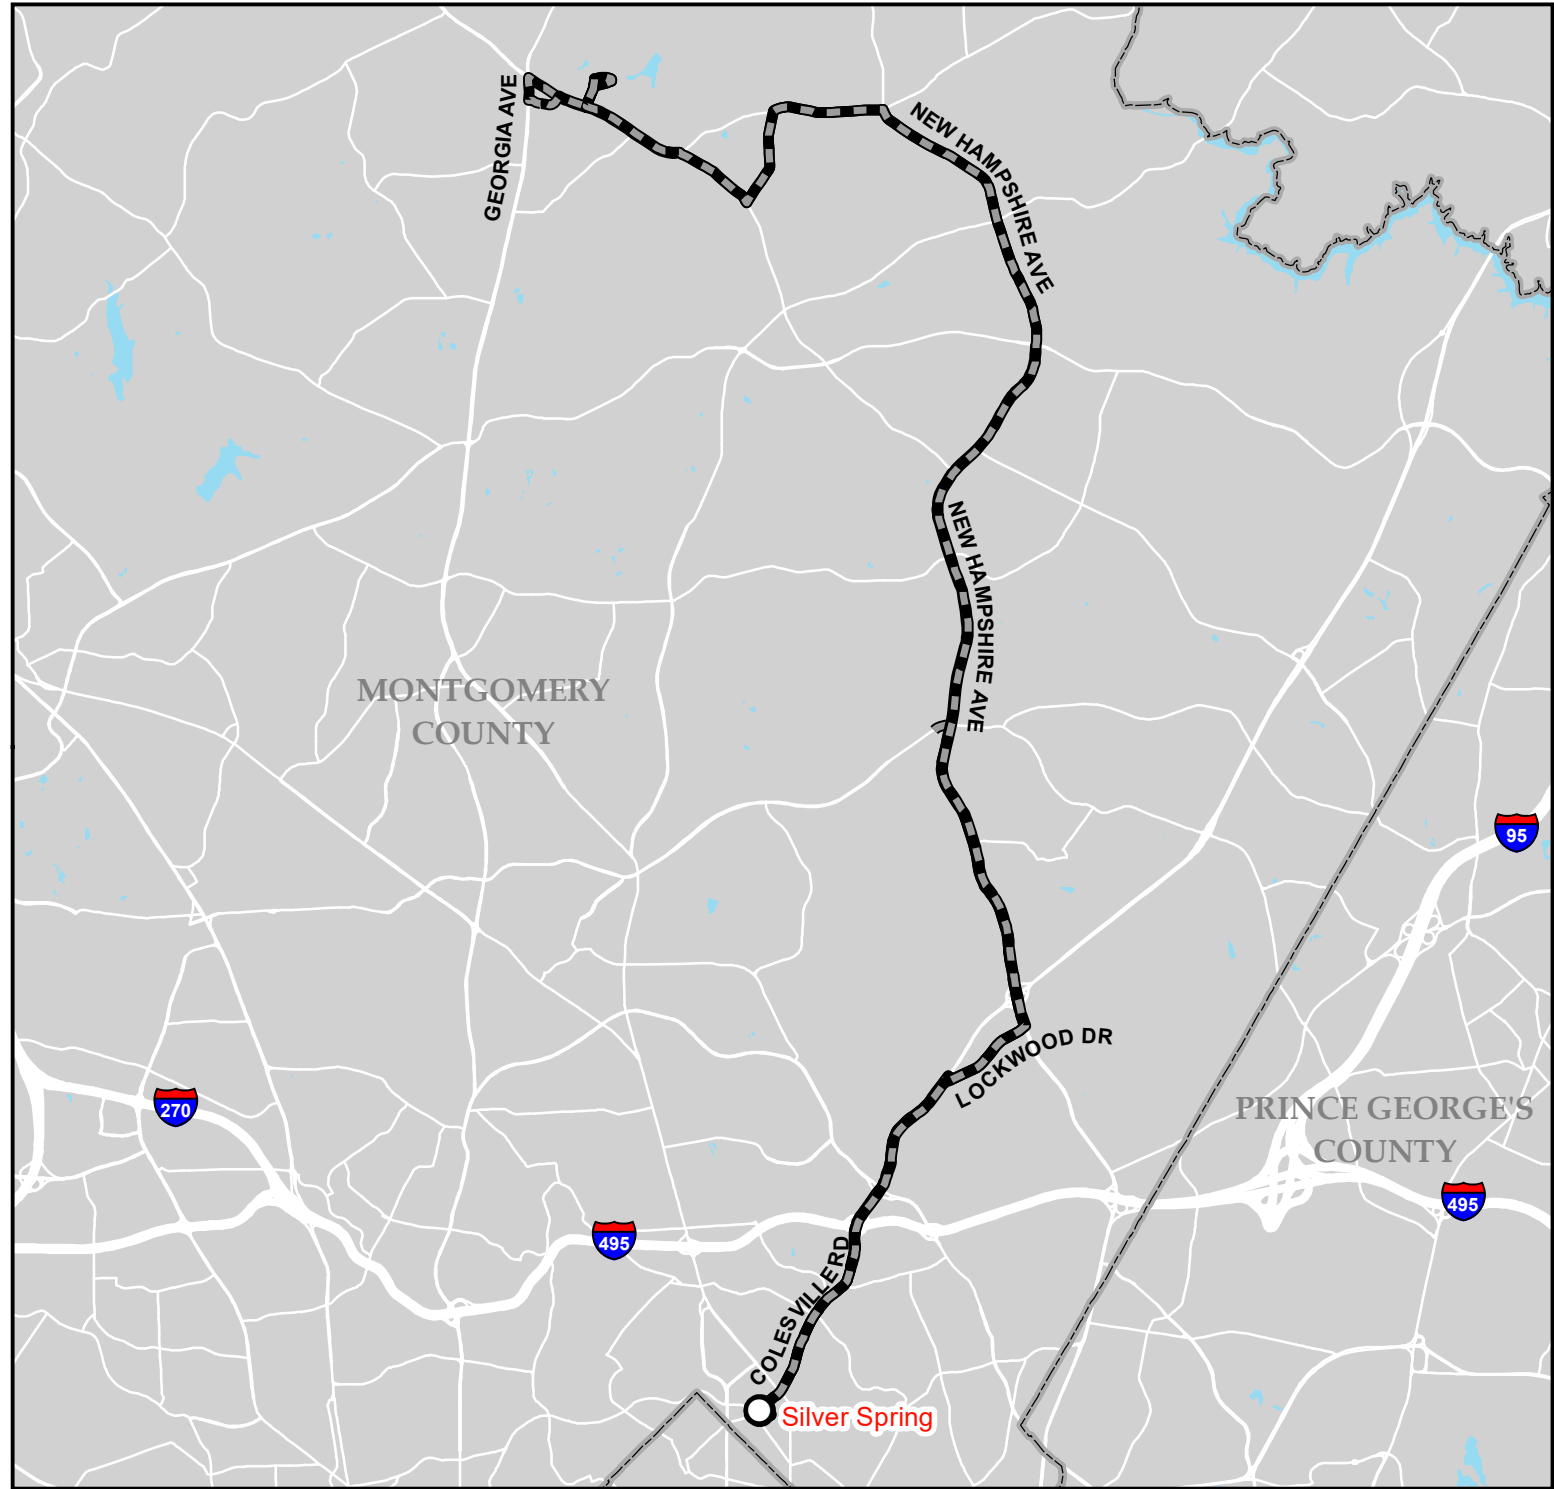 GEORGIA AVE
NEW HAMPSHIRE AVE
NEW HAMPSHIRE AVE
MONTGOMERY
COUNTY
95
LOCKWOOD DR
270
PRINCE GEORGE'S
COUNTY
495
495
COLESVILLE RD
Silver Spring